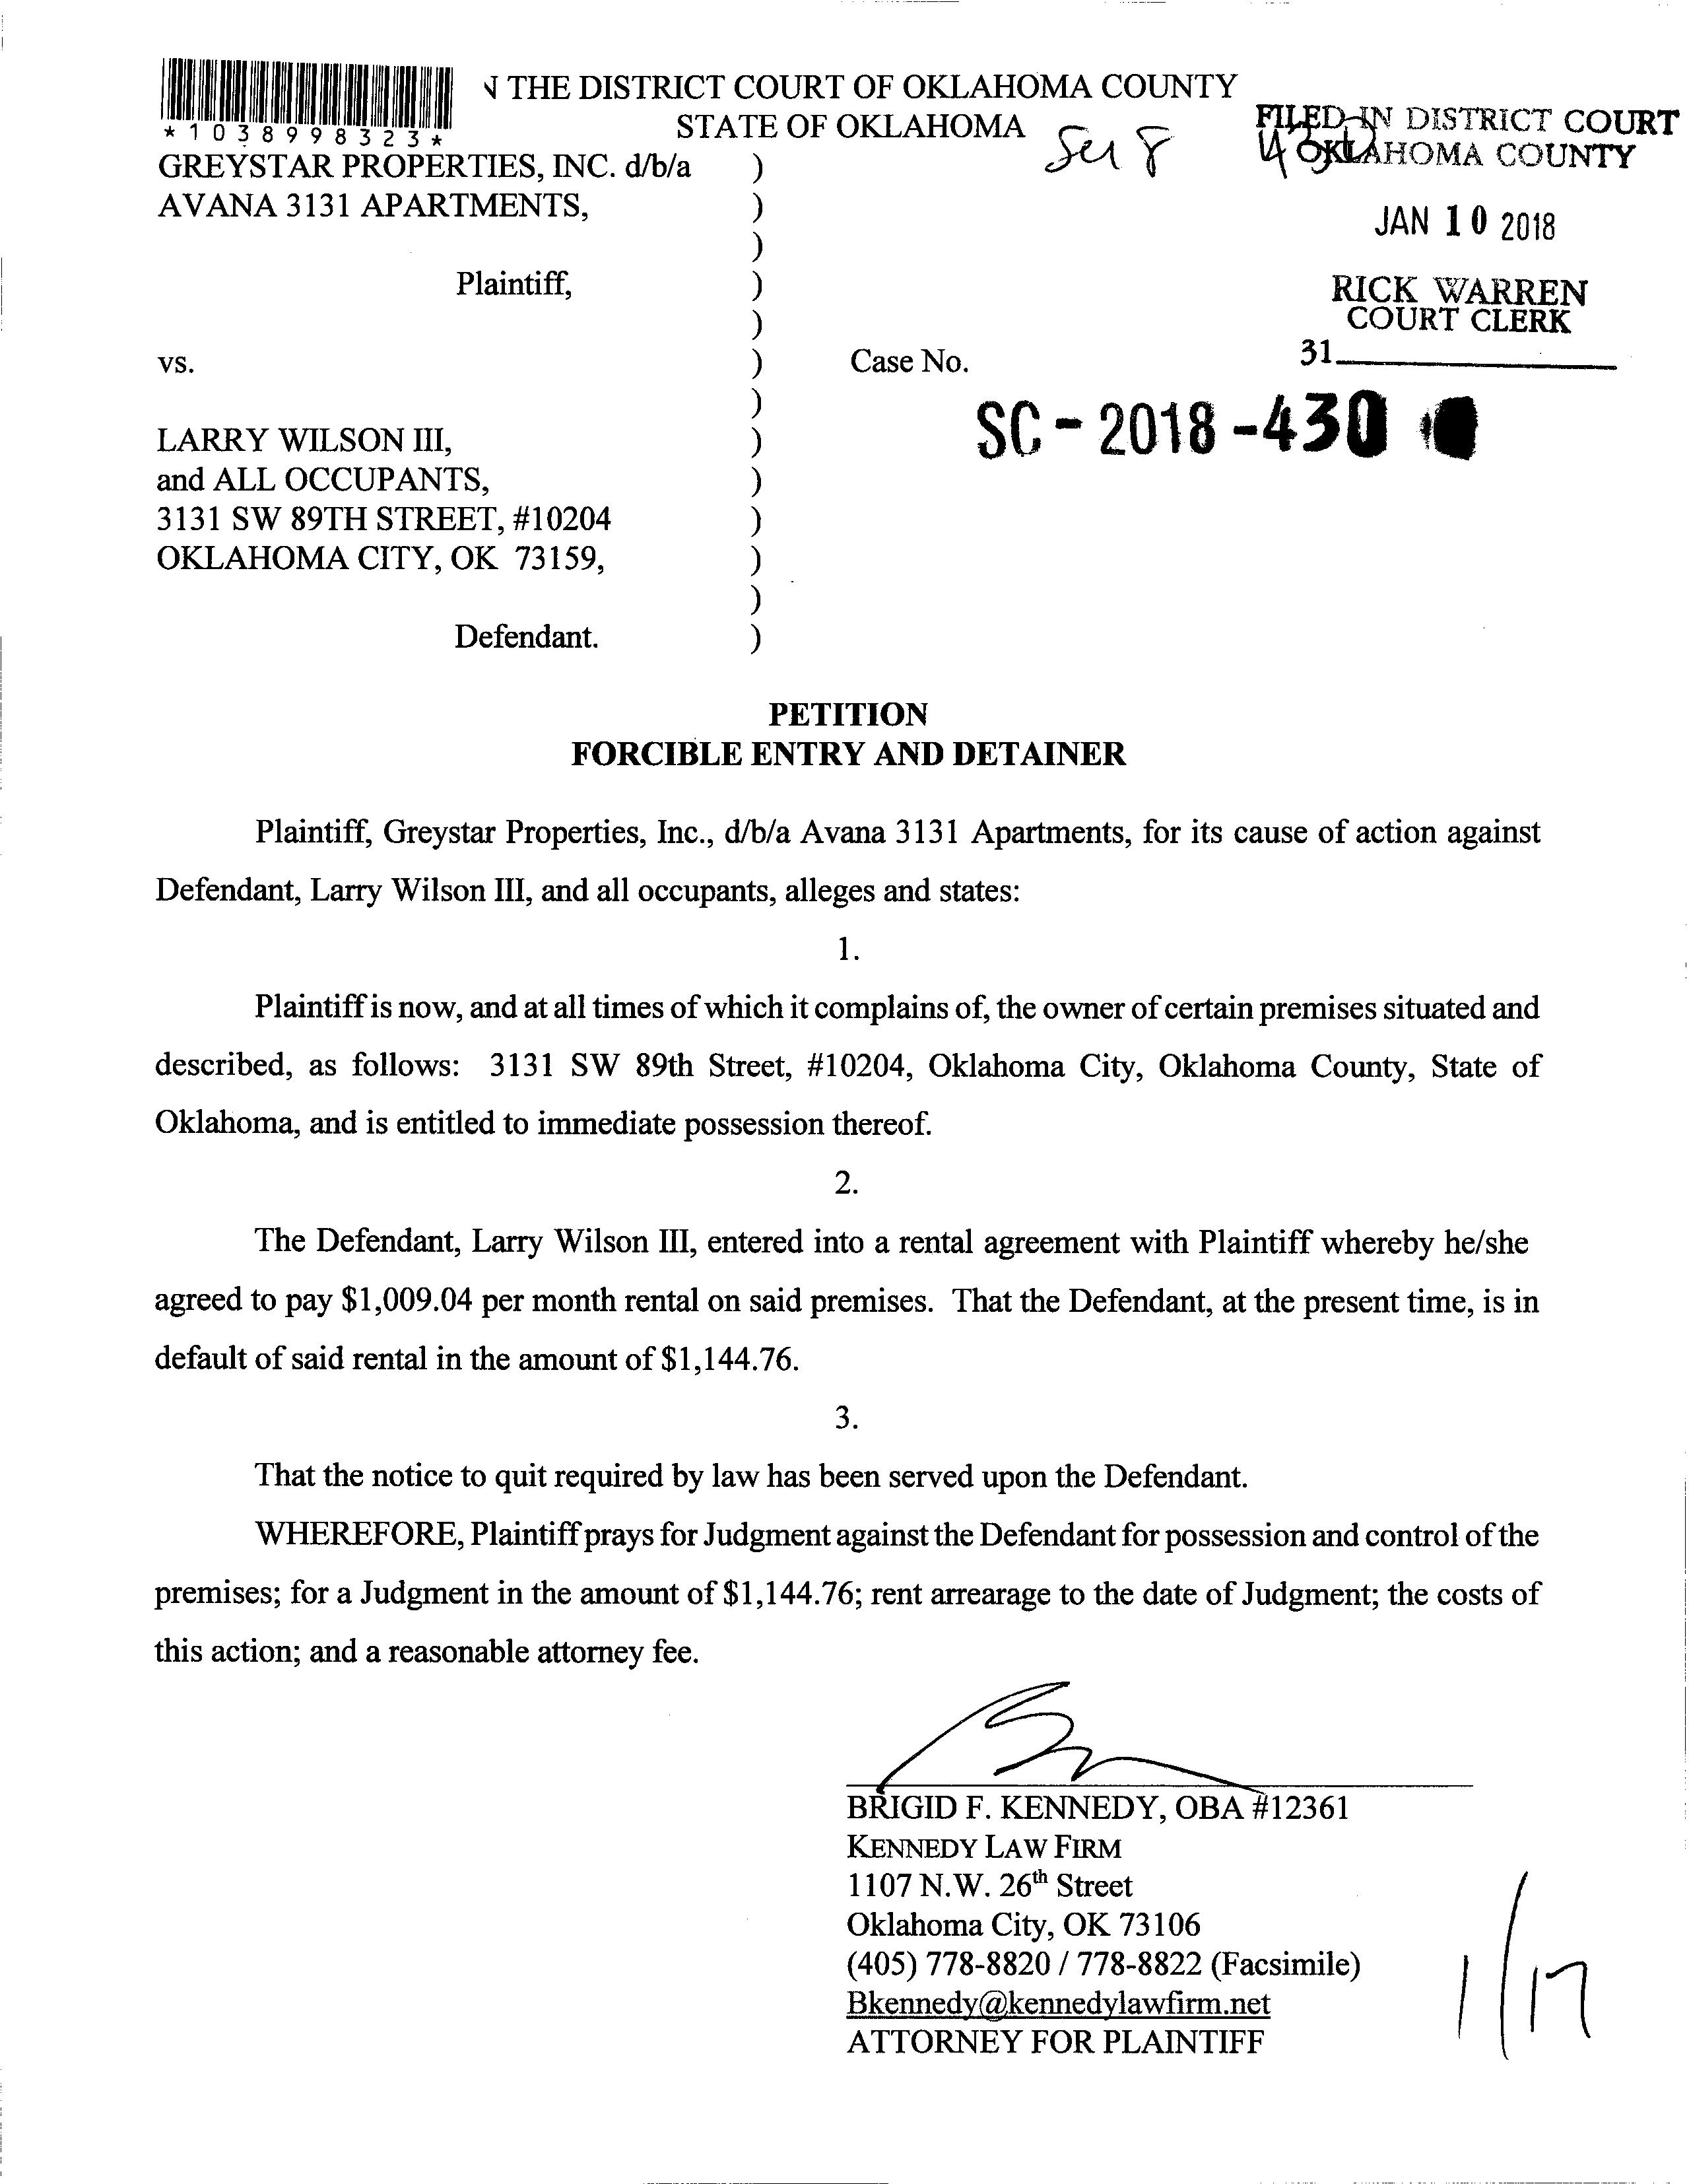 N THE DISTRICT COURT OF OKLAHOMA COUNTY
STATE OF OKLAHOMA
*1038998323*
FILED IN DISTRICT COURT
OKLAHOMA COUNTY
JAN 10 2018
RICK WARREN
COURT CLERK
31
GREYSTAR PROPERTIES, INC. d/b/a )
AVANA 3131 APARTMENTS, )
)
Plaintiff, )
)
vs. ) Case No.
)
SC - 2018 - 430
LARRY WILSON III, )
and ALL OCCUPANTS, )
3131 SW 89TH STREET, #10204 )
OKLAHOMA CITY, OK 73159, )
)
Defendant. )
PETITION
FORCIBLE ENTRY AND DETAINER
Plaintiff, Greystar Properties, Inc., d/b/a Avana 3131 Apartments, for its cause of action against
Defendant, Larry Wilson III, and all occupants, alleges and states:
1.
Plaintiff is now, and at all times of which it complains of, the owner of certain premises situated and
described, as follows: 3131 SW 89th Street, #10204, Oklahoma City, Oklahoma County, State of
Oklahoma, and is entitled to immediate possession thereof.
2.
The Defendant, Larry Wilson III, entered into a rental agreement with Plaintiff whereby he/she
agreed to pay $1,009.04 per month rental on said premises. That the Defendant, at the present time, is in
default of said rental in the amount of $1,144.76.
3.
That the notice to quit required by law has been served upon the Defendant.
WHEREFORE, Plaintiff prays for Judgment against the Defendant for possession and control of the
premises; for a Judgment in the amount of $1,144.76; rent arrearage to the date of Judgment; the costs of
this action; and a reasonable attorney fee.
BRIGID F. KENNEDY, OBA #12361
KENNEDY LAW FIRM
1107 N.W. 26th Street
Oklahoma City, OK 73106
(405) 778-8820 / 778-8822 (Facsimile)
Bkennedy@kennedylawfirm.net
ATTORNEY FOR PLAINTIFF
1/17